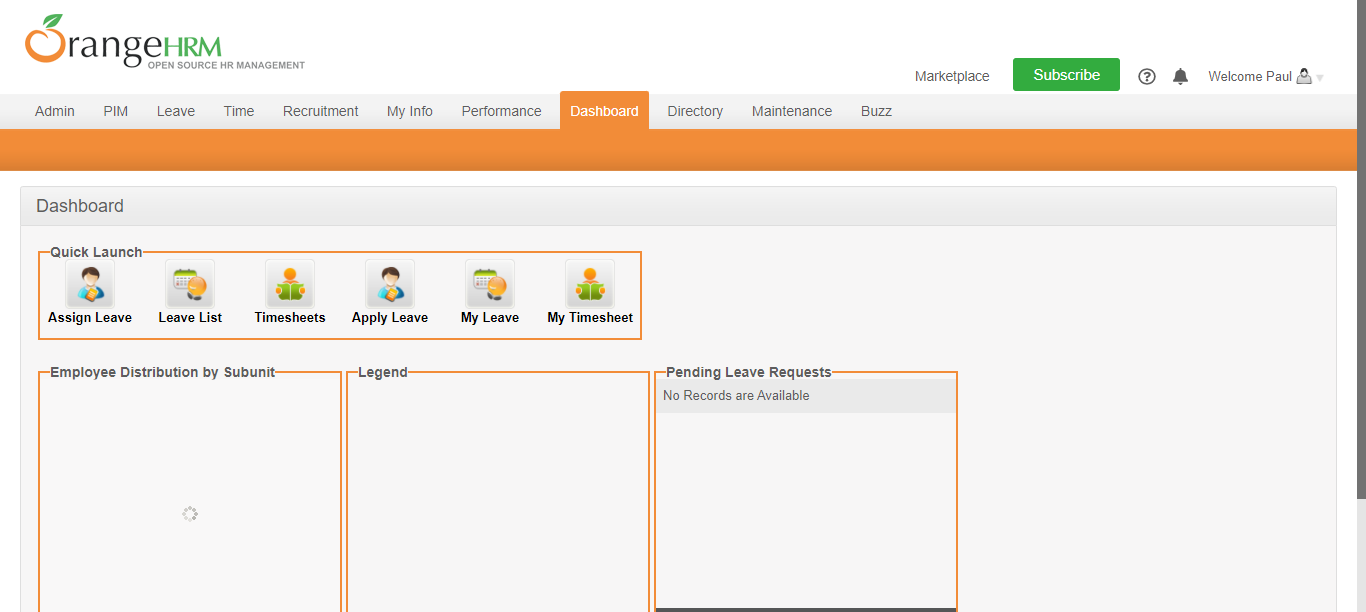 OrangeHRM
OPEN SOURCE HR MANAGEMENT
Marketplace Subscribe ? Welcome Paul
Admin PIM Leave Time Recruitment My Info Performance Dashboard Directory Maintenance Buzz
Dashboard
Quick Launch
Assign Leave Leave List Timesheets Apply Leave My Leave My Timesheet
Employee Distribution by Subunit Legend Pending Leave Requests
No Records are Available